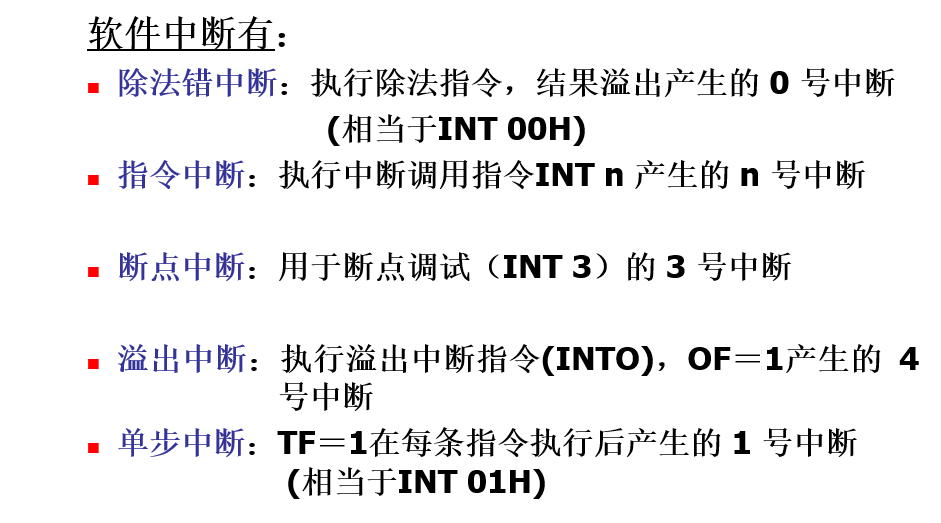 软件中断有：
除法错中断：执行除法指令，结果溢出产生的 0 号中断
(相当于INT 00H)
指令中断：执行中断调用指令INT n 产生的 n 号中断
断点中断：用于断点调试（INT 3）的 3 号中断
溢出中断：执行溢出中断指令(INTO)，OF＝1产生的 4
号中断
单步中断：TF＝1在每条指令执行后产生的 1 号中断
(相当于INT 01H)